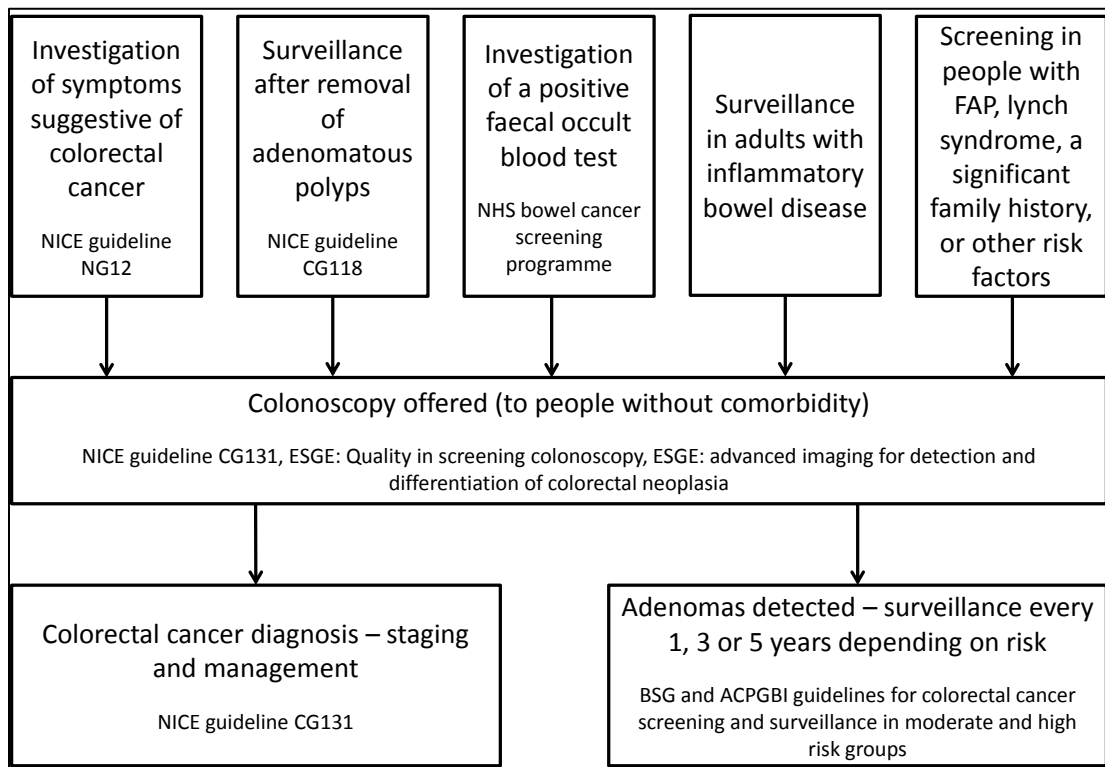 Investigation
of symptoms
suggestive of
colorectal
cancer
NICE guideline
NG12
Surveillance
after removal
of
adenomatous
polyps
NICE guideline
CG118
Investigation
of a positive
faecal occult
blood test
NHS bowel cancer
screening
programme
Surveillance
in adults with
inflammatory
bowel disease
Screening in
people with
FAP, lynch
syndrome, a
significant
family history,
or other risk
factors
Colonoscopy offered (to people without comorbidity)
NICE guideline CG131, ESGE: Quality in screening colonoscopy, ESGE: advanced imaging for detection and
differentiation of colorectal neoplasia
Colorectal cancer diagnosis – staging
and management
NICE guideline CG131
Adenomas detected – surveillance every
1, 3 or 5 years depending on risk
BSG and ACPGBI guidelines for colorectal cancer
screening and surveillance in moderate and high
risk groups